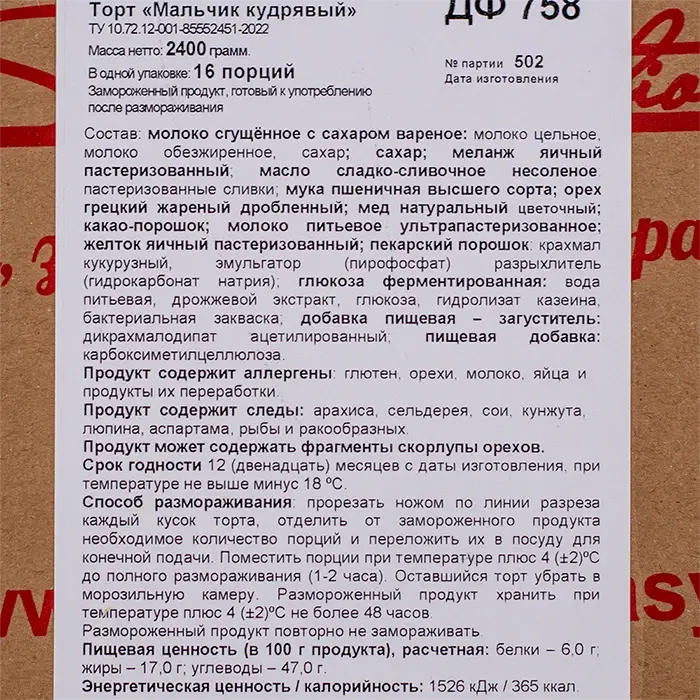 Торт «Мальчик кудрявый»
ДФ 758
ТУ 10.72.12-001-85552451-2022
Масса нетто: 2400 грамм.
№ партии 502
В одной упаковке: 16 порций
Дата изготовления
Замороженный продукт, готовый к употреблению
после размораживания
Состав: молоко сгущённое с сахаром вареное: молоко цельное,
молоко обезжиренное, сахар; сахар; меланж яичный
пастеризованный; масло сладко-сливочное несоленое:
пастеризованные сливки; мука пшеничная высшего сорта; орех
грецкий жареный дробленный; мед натуральный цветочный;
какао-порошок; молоко питьевое ультрапастеризованное;
желток яичный пастеризованный; пекарский порошок: крахмал
кукурузный, эмульгатор (пирофосфат) разрыхлитель
(гидрокарбонат натрия); глюкоза ферментированная: вода
питьевая, дрожжевой экстракт, глюкоза, гидролизат казеина,
бактериальная закваска; добавка пищевая – загуститель:
дикрахмалодипат ацетилированный; пищевая добавка:
карбоксиметилцеллюлоза.
Продукт содержит аллергены: глютен, орехи, молоко, яйца и
продукты их переработки.
Продукт содержит следы: арахиса, сельдерея, сои, кунжута,
люпина, аспартама, рыбы и ракообразных.
Продукт может содержать фрагменты скорлупы орехов.
Срок годности 12 (двенадцать) месяцев с даты изготовления, при
температуре не выше минус 18 ºС.
Способ размораживания: прорезать ножом по линии разреза
каждый кусок торта, отделить от замороженного продукта
необходимое количество порций и переложить их в посуду для
конечной подачи. Поместить порции при температуре плюс 4 (±2)ºС
до полного размораживания (1-2 часа). Оставшийся торт убрать в
морозильную камеру. Размороженный продукт хранить при
температуре плюс 4 (±2)ºС не более 48 часов.
Размороженный продукт повторно не замораживать.
Пищевая ценность (в 100 г продукта), расчетная: белки – 6,0 г;
жиры – 17,0 г; углеводы – 47,0 г.
Энергетическая ценность / калорийность: 1526 кДж / 365 ккал.